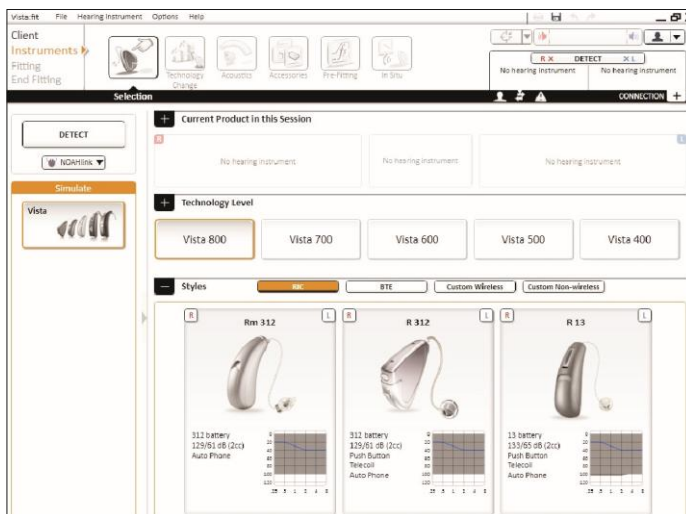 Vista:fit File Hearing Instrument Options Help
Client
Instruments
Fitting
End Fitting
Technology Change
Acoustics
Accessories
Pre-Fitting
In Situ
Selection
R X DETECT X L
No hearing instrument No hearing instrument
CONNECTION +
DETECT
NOAHlink
Simulate
Vista
+ Current Product in this Session
R L
No hearing instrument No hearing instrument No hearing instrument
+ Technology Level
Vista 800 Vista 700 Vista 600 Vista 500 Vista 400
Styles RIC BTE Custom Wireless Custom Non-wireless
R Rm 312 L
312 battery
129/61 dB (2cc)
Auto Phone
R R 312 L
312 battery
129/61 dB (2cc)
Push Button
Telecoil
Auto Phone
R R 13 L
13 battery
133/65 dB (2cc)
Push Button
Telecoil
Auto Phone